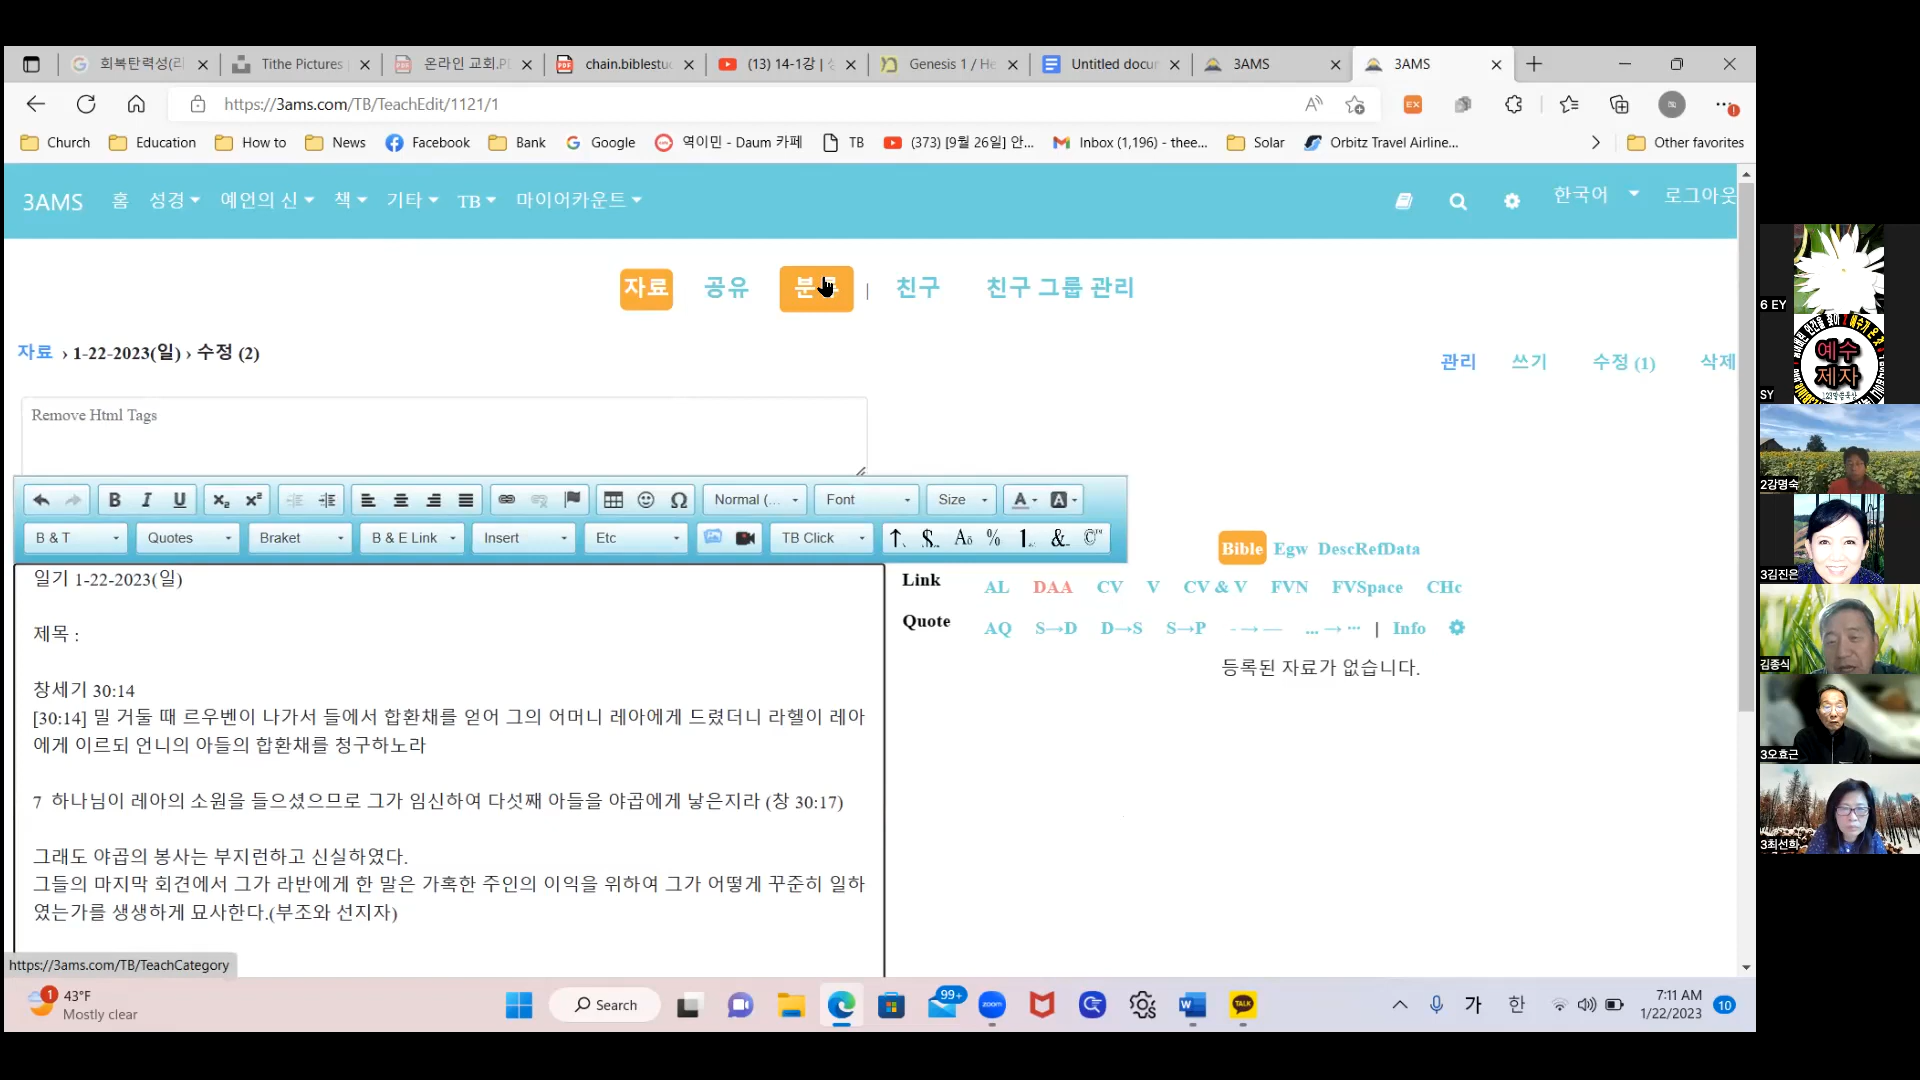 회복탄력성(리
Tithe Pictures
온라인 교회.P
chain.biblestuc
(13) 14-1강 |
Genesis 1 / He
Untitled docur
3AMS
3AMS
https://3ams.com/TB/TeachEdit/1121/1
Church
Education
How to
News
Facebook
Bank
Google
역이민 - Daum 카페
TB
(373) [9월 26일] 안...
Inbox (1,196) - thee...
Solar
Orbitz Travel Airline...
Other favorites
3AMS 홈 성경 예언의 신 책 기타 TB 마이어카운트
한국어 로그아웃
자료 공유 | 친구 친구 그룹 관리
자료 › 1-22-2023(일) › 수정 (2)
관리 쓰기 수정 (1) 삭제
Remove Html Tags
B I U X₂ X² Normal (... Font Size A A
B & T Quotes Braket B & E Link Insert Etc TB Click
Bible Egw DescRefData
Link AL DAA CV V CV & V FVN FVSpace CHc
Quote AQ S→D D→S S→P - → — ... → ··· | Info
등록된 자료가 없습니다.
일기 1-22-2023(일)
제목 :
창세기 30:14
[30:14] 밀 거둘 때 르우벤이 나가서 들에서 합환채를 얻어 그의 어머니 레아에게 드렸더니 라헬이 레아
에게 이르되 언니의 아들의 합환채를 청구하노라
7 하나님이 레아의 소원을 들으셨으므로 그가 임신하여 다섯째 아들을 야곱에게 낳은지라 (창 30:17)
그래도 야곱의 봉사는 부지런하고 신실하였다.
그들의 마지막 회견에서 그가 라반에게 한 말은 가혹한 주인의 이익을 위하여 그가 어떻게 꾸준히 일하
였는가를 생생하게 묘사한다.(부조와 선지자)
https://3ams.com/TB/TeachCategory
1
43°F
Mostly clear
Search
99+
zoom
TALK
가
한
7:11 AM
1/22/2023
10
6 EY
예수
제자
SY
2강명숙
3김진은
김종식
3오효근
3최선화